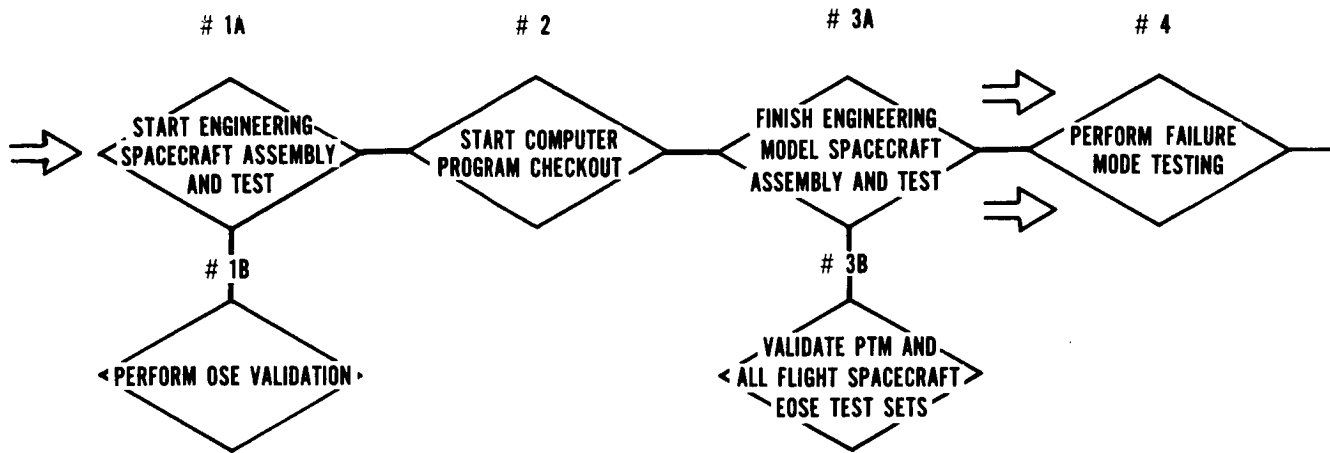 # 1A
# 2
# 3A
# 4
START ENGINEERING
SPACECRAFT ASSEMBLY
AND TEST
START COMPUTER
PROGRAM CHECKOUT
FINISH ENGINEERING
MODEL SPACECRAFT
ASSEMBLY AND TEST
PERFORM FAILURE
MODE TESTING
# 1B
# 3B
PERFORM OSE VALIDATION
VALIDATE PTM AND
ALL FLIGHT SPACECRAFT
EOSE TEST SETS